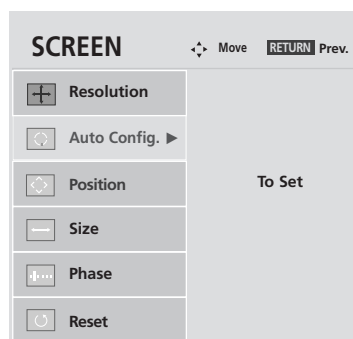 SCREEN Move RETURN Prev.
Resolution
Auto Config. ▶
Position
To Set
Size
Phase
Reset